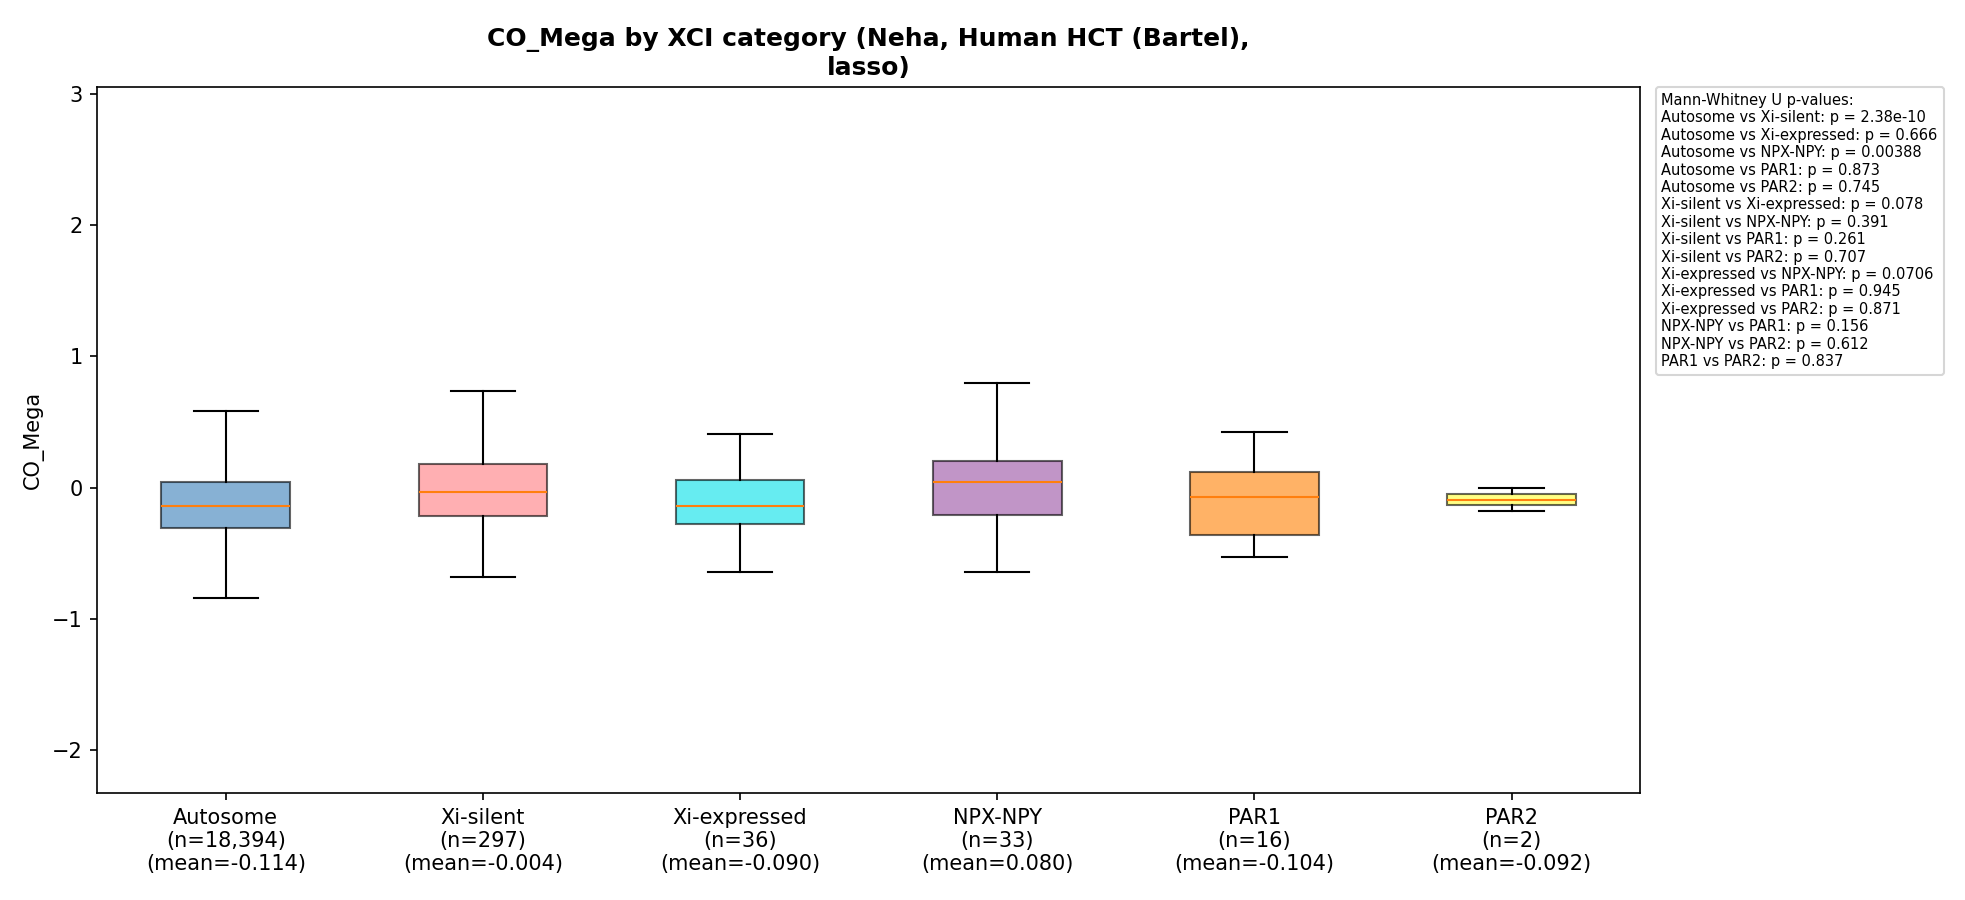 CO_Mega by XCI category (Neha, Human HCT (Bartel),
lasso)
CO_Mega
3
2
1
0
−1
−2
Autosome
(n=18,394)
(mean=-0.114)
Xi-silent
(n=297)
(mean=-0.004)
Xi-expressed
(n=36)
(mean=-0.090)
NPX-NPY
(n=33)
(mean=0.080)
PAR1
(n=16)
(mean=-0.104)
PAR2
(n=2)
(mean=-0.092)
Mann-Whitney U p-values:
Autosome vs Xi-silent: p = 2.38e-10
Autosome vs Xi-expressed: p = 0.666
Autosome vs NPX-NPY: p = 0.00388
Autosome vs PAR1: p = 0.873
Autosome vs PAR2: p = 0.745
Xi-silent vs Xi-expressed: p = 0.078
Xi-silent vs NPX-NPY: p = 0.391
Xi-silent vs PAR1: p = 0.261
Xi-silent vs PAR2: p = 0.707
Xi-expressed vs NPX-NPY: p = 0.0706
Xi-expressed vs PAR1: p = 0.945
Xi-expressed vs PAR2: p = 0.871
NPX-NPY vs PAR1: p = 0.156
NPX-NPY vs PAR2: p = 0.612
PAR1 vs PAR2: p = 0.837